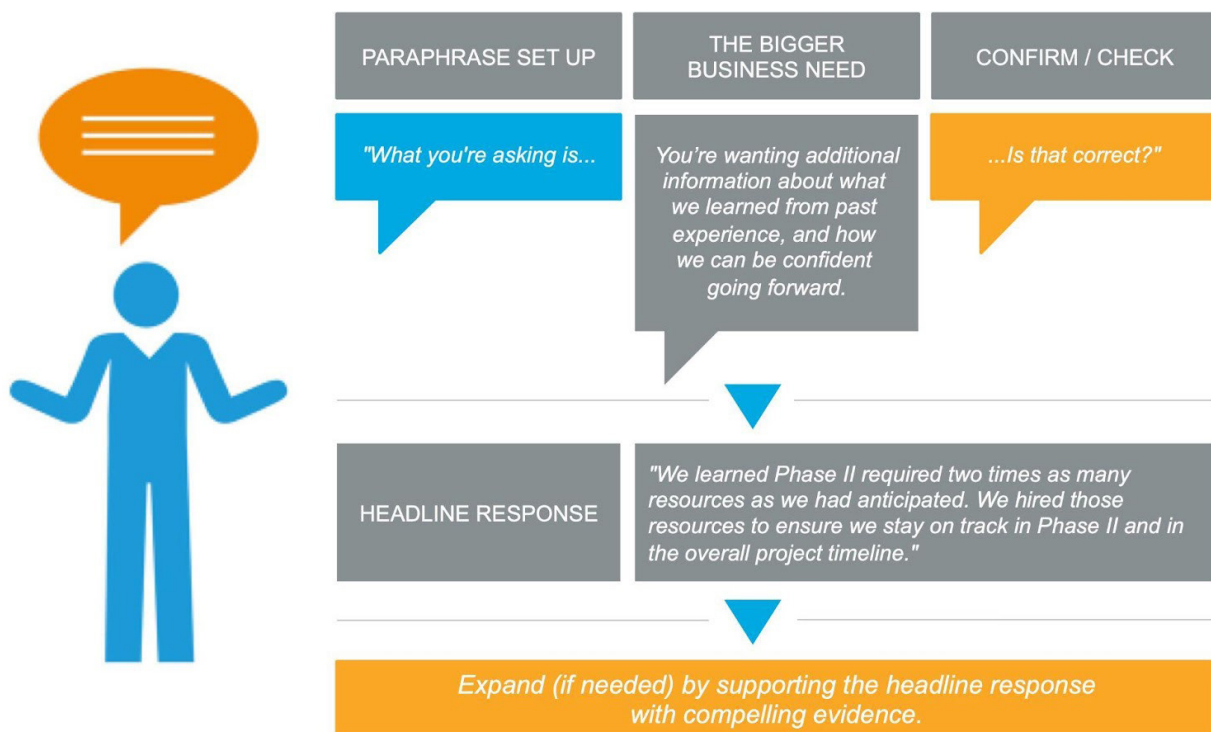 PARAPHRASE SET UP
THE BIGGER
BUSINESS NEED
CONFIRM / CHECK
"What you're asking is...
You’re wanting additional
information about what
we learned from past
experience, and how
we can be confident
going forward.
...Is that correct?"
HEADLINE RESPONSE
"We learned Phase II required two times as many
resources as we had anticipated. We hired those
resources to ensure we stay on track in Phase II and in
the overall project timeline."
Expand (if needed) by supporting the headline response
with compelling evidence.